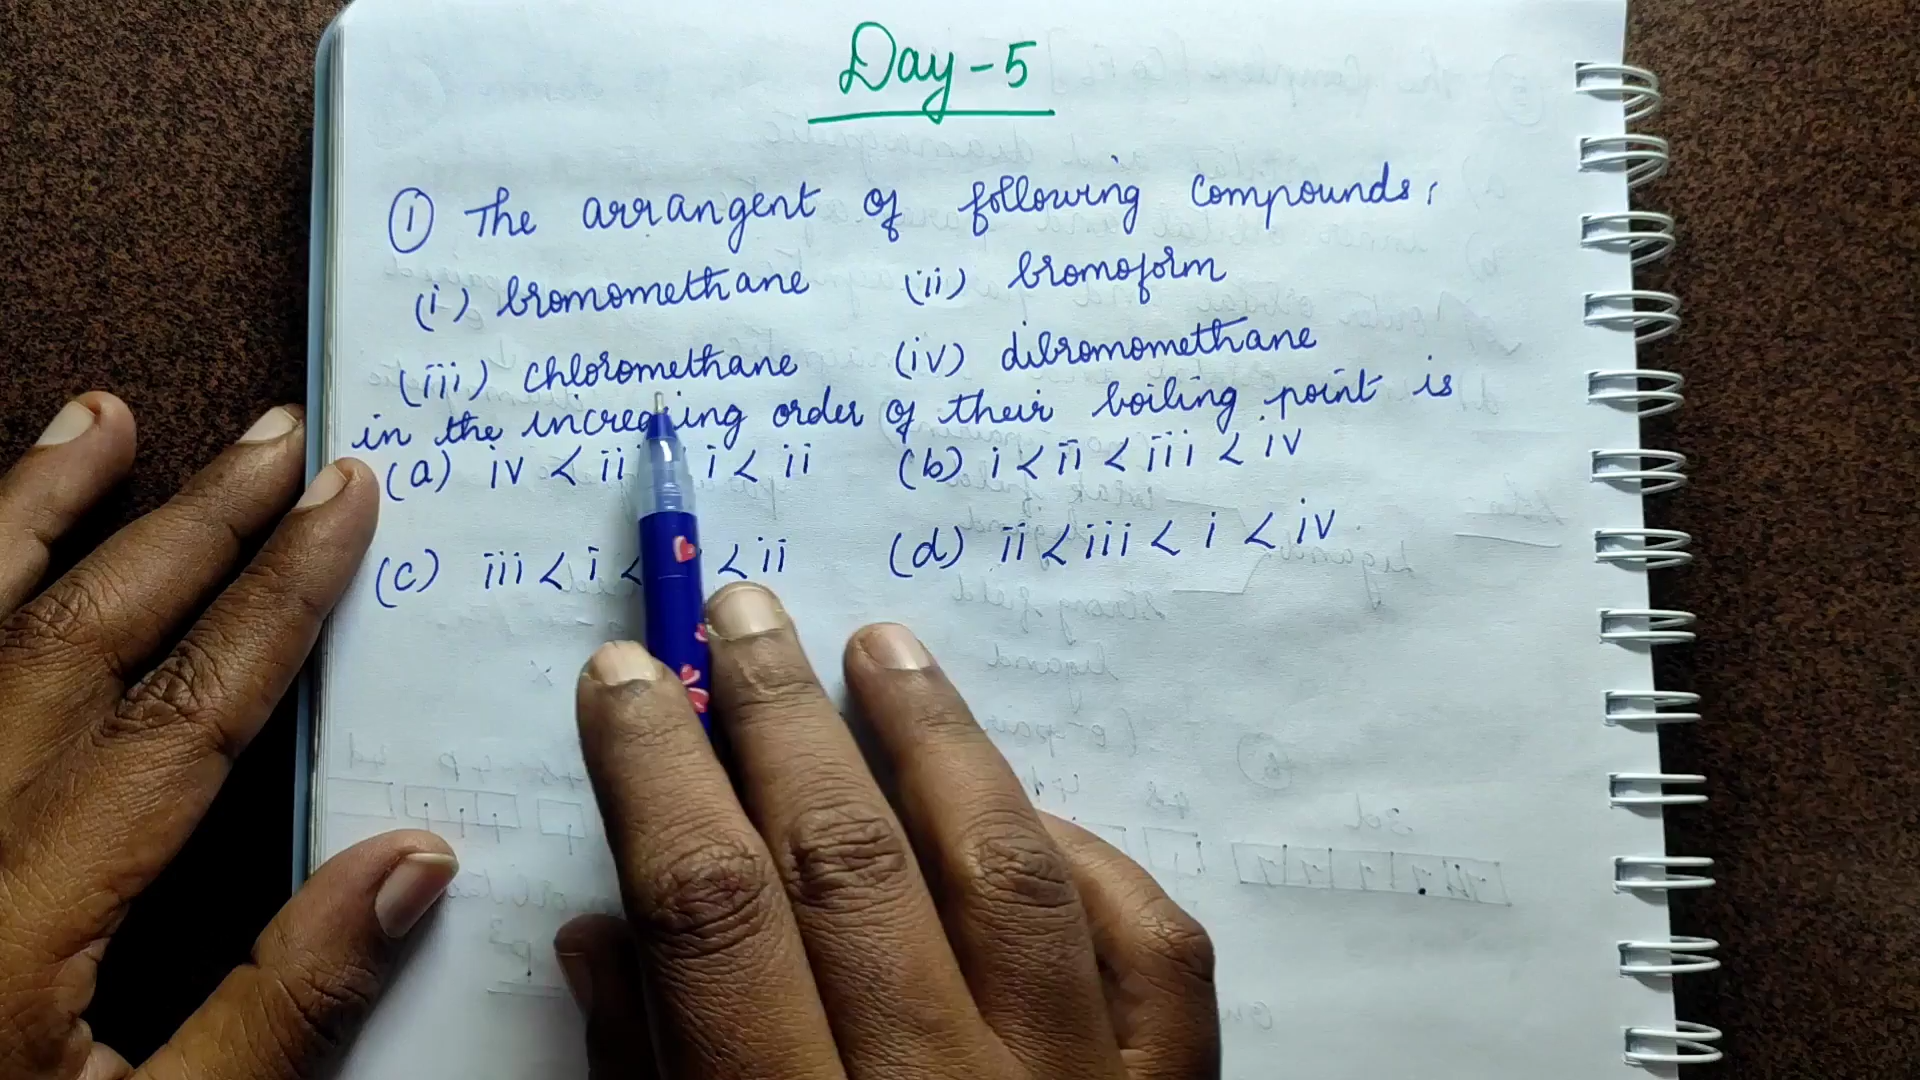 Day-5
① The arrangent of following compounds:
(i) bromomethane (ii) bromoform
(iii) chloromethane (iv) dibromomethane
in the increasing order of their boiling point is
(a) iv < ii i < ii (b) i < ii < iii < iv
(c) iii < i < < ii (d) ii < iii < i < iv